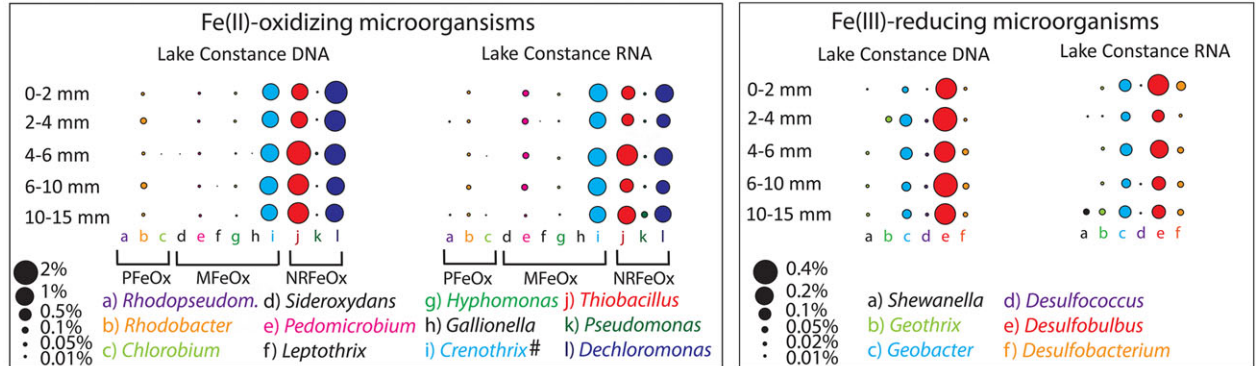 Fe(II)-oxidizing microorgansisms
Lake Constance DNA
Lake Constance RNA
0-2 mm
2-4 mm
4-6 mm
6-10 mm
10-15 mm
a b c d e f g h i j k l
a b c d e f g h i j k l
PFeOx MFeOx NRFeOx
PFeOx MFeOx NRFeOx
2%
1%
0.5%
0.1%
0.05%
0.01%
a) Rhodopseudom.
b) Rhodobacter
c) Chlorobium
d) Sideroxydans
e) Pedomicrobium
f) Leptothrix
g) Hyphomonas
h) Gallionella
i) Crenothrix#
j) Thiobacillus
k) Pseudomonas
l) Dechloromonas
Fe(III)-reducing microorganisms
Lake Constance DNA
Lake Constance RNA
0-2 mm
2-4 mm
4-6 mm
6-10 mm
10-15 mm
a b c d e f
a b c d e f
0.4%
0.2%
0.1%
0.05%
0.02%
0.01%
a) Shewanella
b) Geothrix
c) Geobacter
d) Desulfococcus
e) Desulfobulbus
f) Desulfobacterium